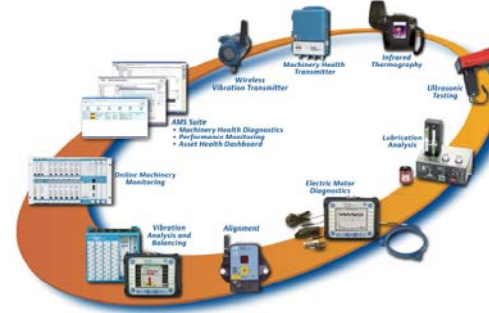 Wireless
Vibration Transmitter
Machinery Health
Transmitter
Infrared
Thermography
Ultrasonic
Testing
AMS Suite
• Machinery Health Diagnostics
• Performance Monitoring
• Asset Health Dashboard
Lubrication
Analysis
Online Machinery
Monitoring
Electric Motor
Diagnostics
Vibration
Analysis and
Balancing
Alignment